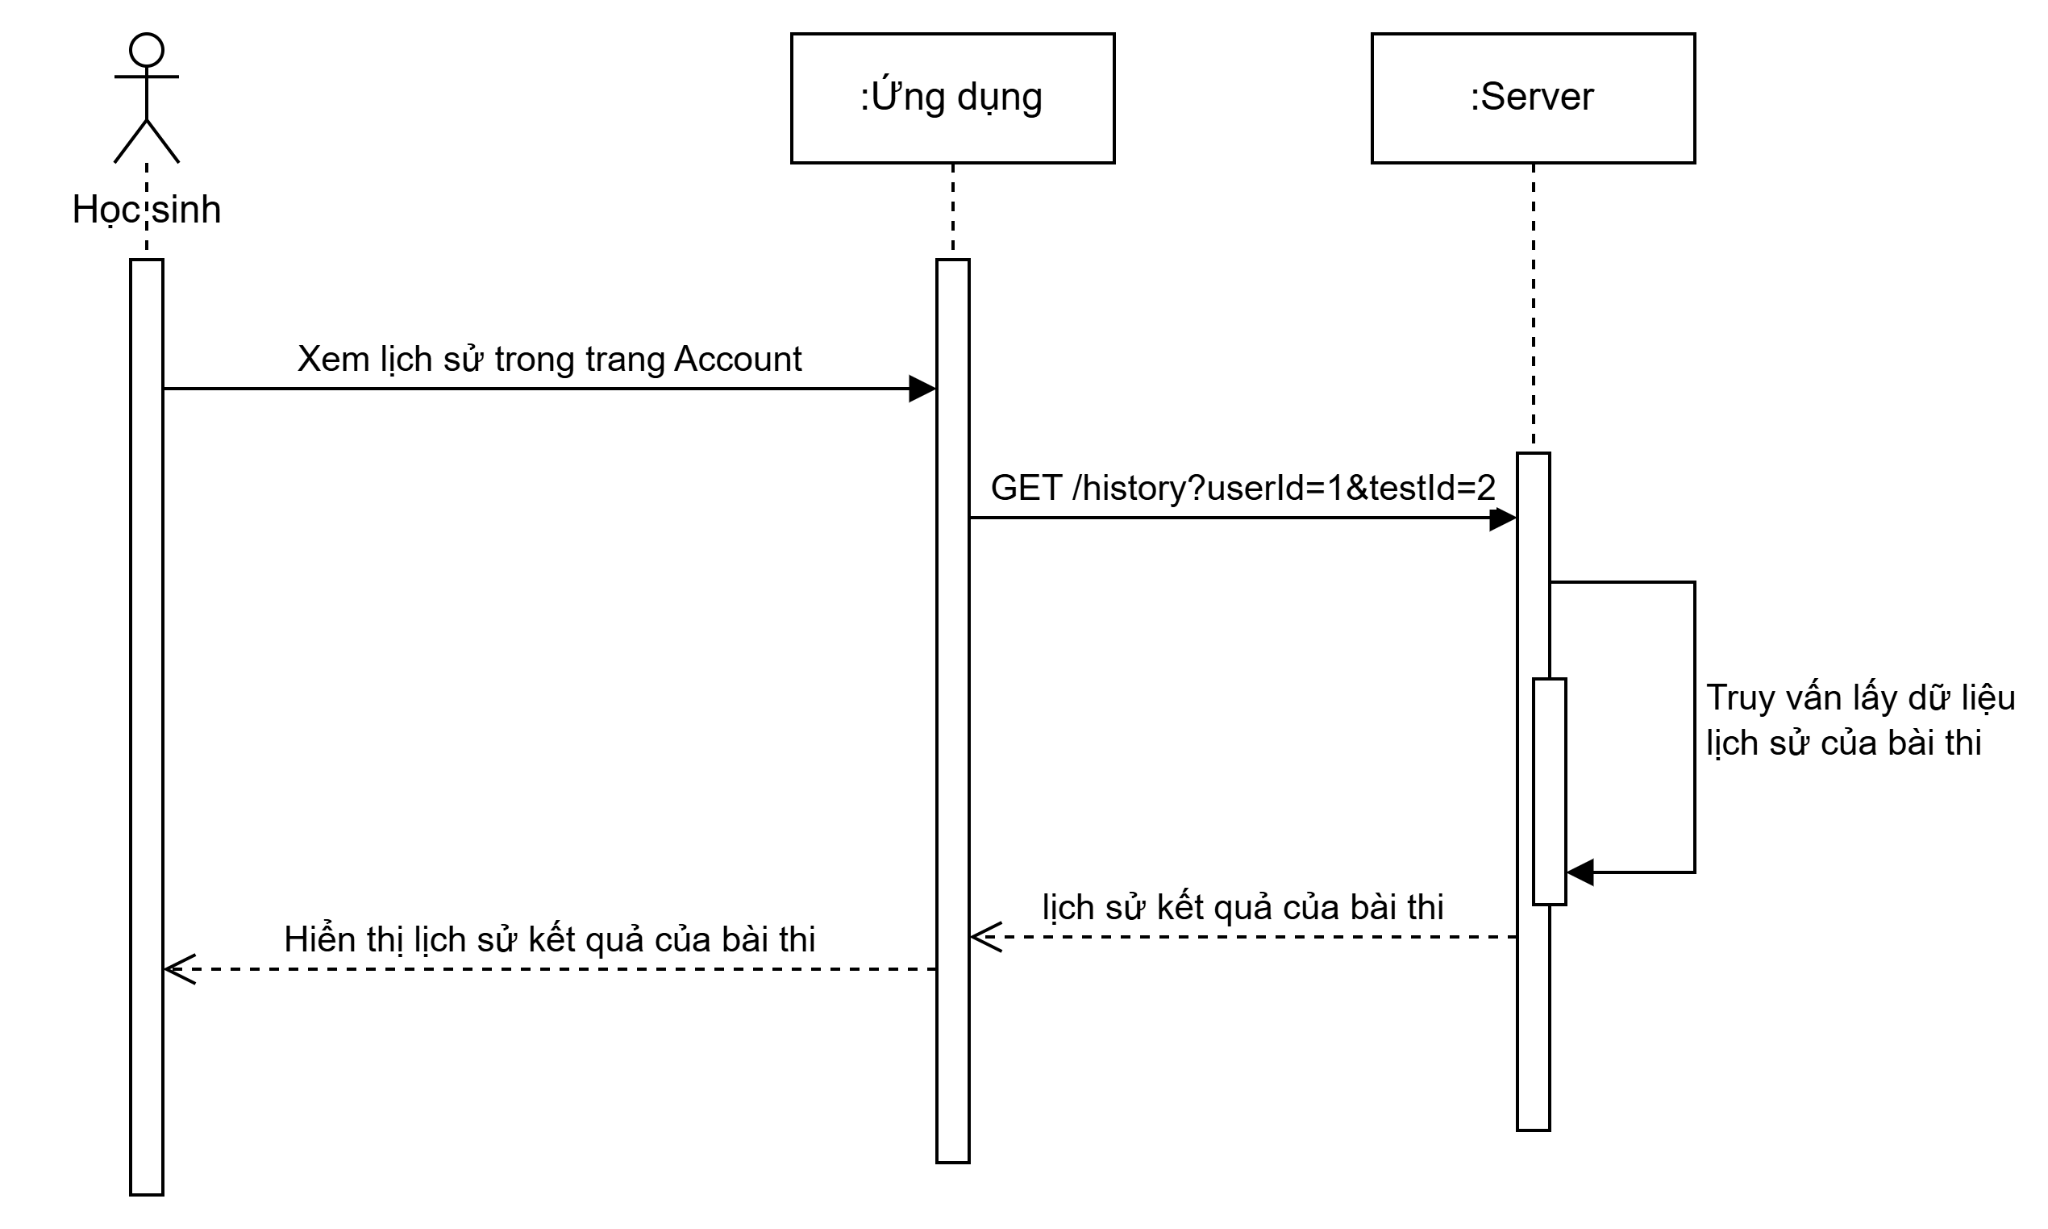 :Ứng dụng
:Server
Học sinh
Xem lịch sử trong trang Account
GET /history?userId=1&testId=2
Truy vấn lấy dữ liệu
lịch sử của bài thi
lịch sử kết quả của bài thi
Hiển thị lịch sử kết quả của bài thi